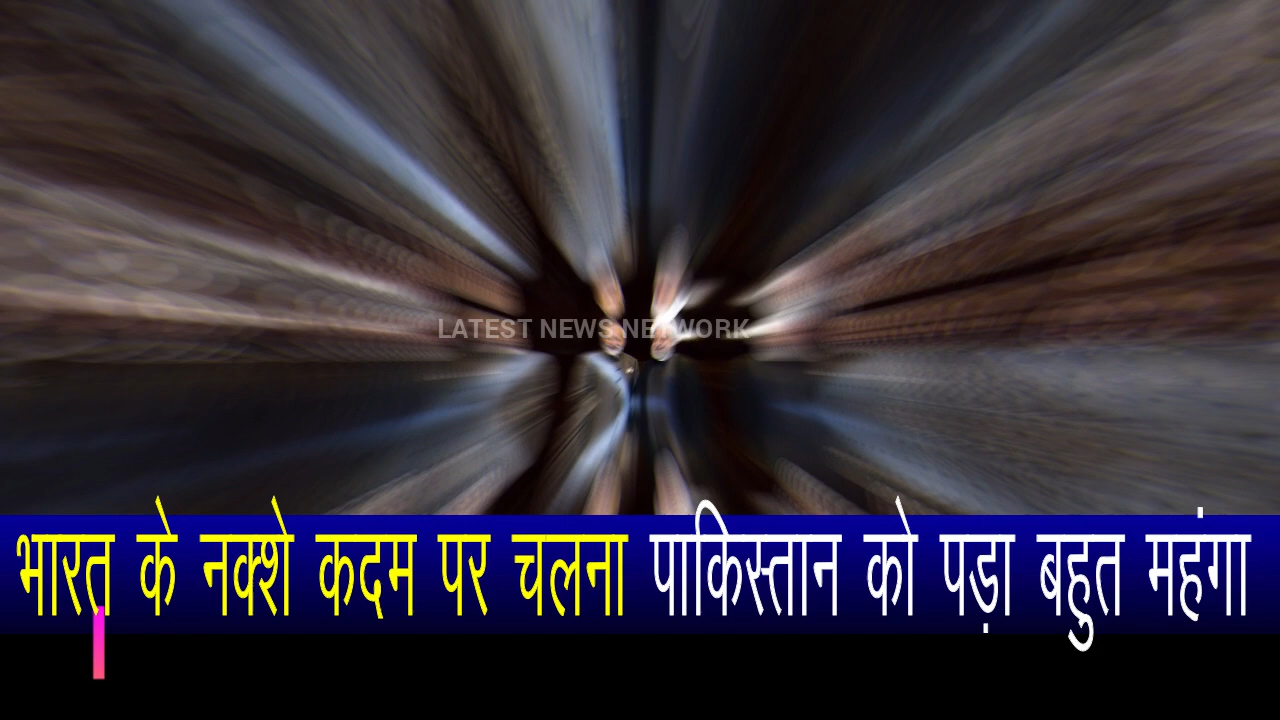 LATEST NEWS NETWORK
भारत के नक्शे कदम पर चलना पाकिस्तान को पड़ा बहुत महंगा